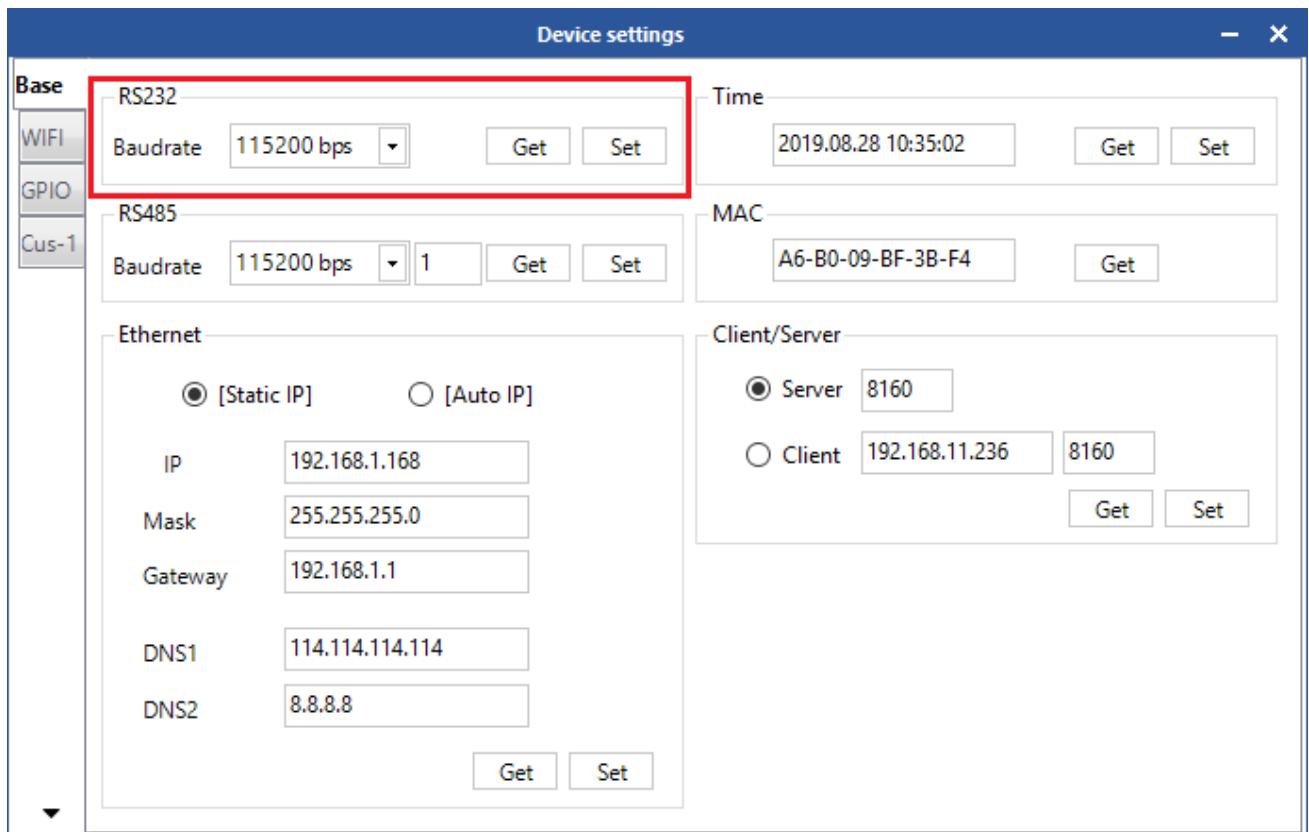 Device settings
Base
WIFI
GPIO
Cus-1
RS232
Baudrate 115200 bps Get Set
RS485
Baudrate 115200 bps 1 Get Set
Ethernet
[Static IP] [Auto IP]
IP 192.168.1.168
Mask 255.255.255.0
Gateway 192.168.1.1
DNS1 114.114.114.114
DNS2 8.8.8.8
Get Set
Time
2019.08.28 10:35:02 Get Set
MAC
A6-B0-09-BF-3B-F4 Get
Client/Server
Server 8160
Client 192.168.11.236 8160
Get Set